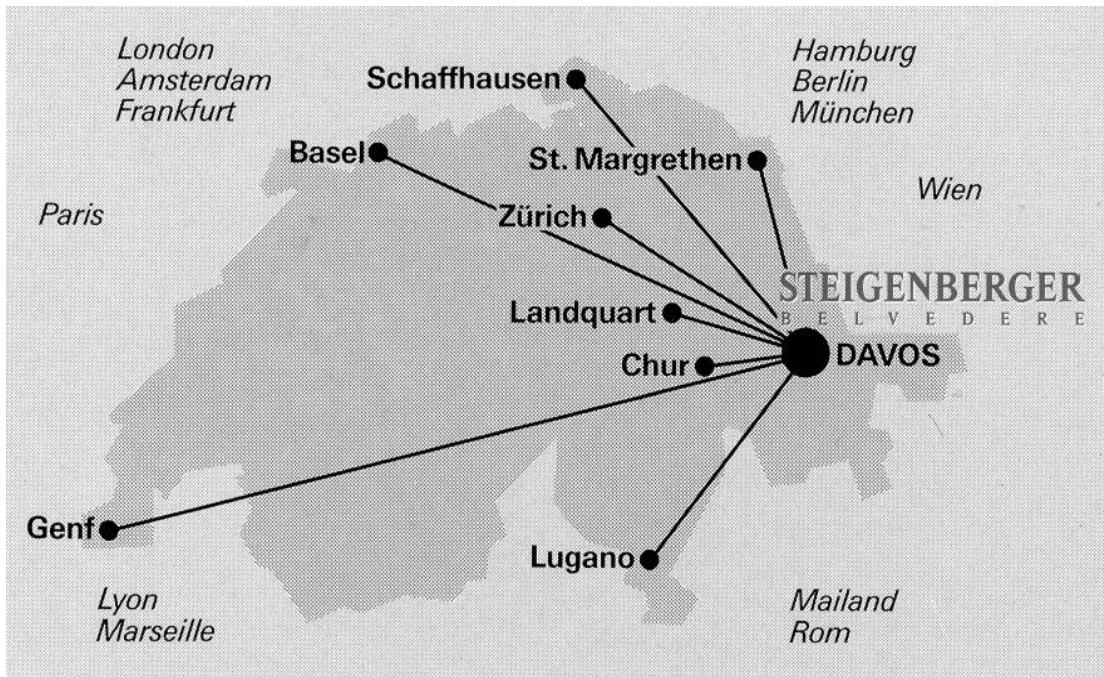 London
Amsterdam
Frankfurt
Schaffhausen
Hamburg
Berlin
München
Basel
St. Margrethen
Wien
Paris
Zürich
STEIGENBERGER
BELVEDERE
Landquart
DAVOS
Chur
Genf
Lugano
Lyon
Marseille
Mailand
Rom